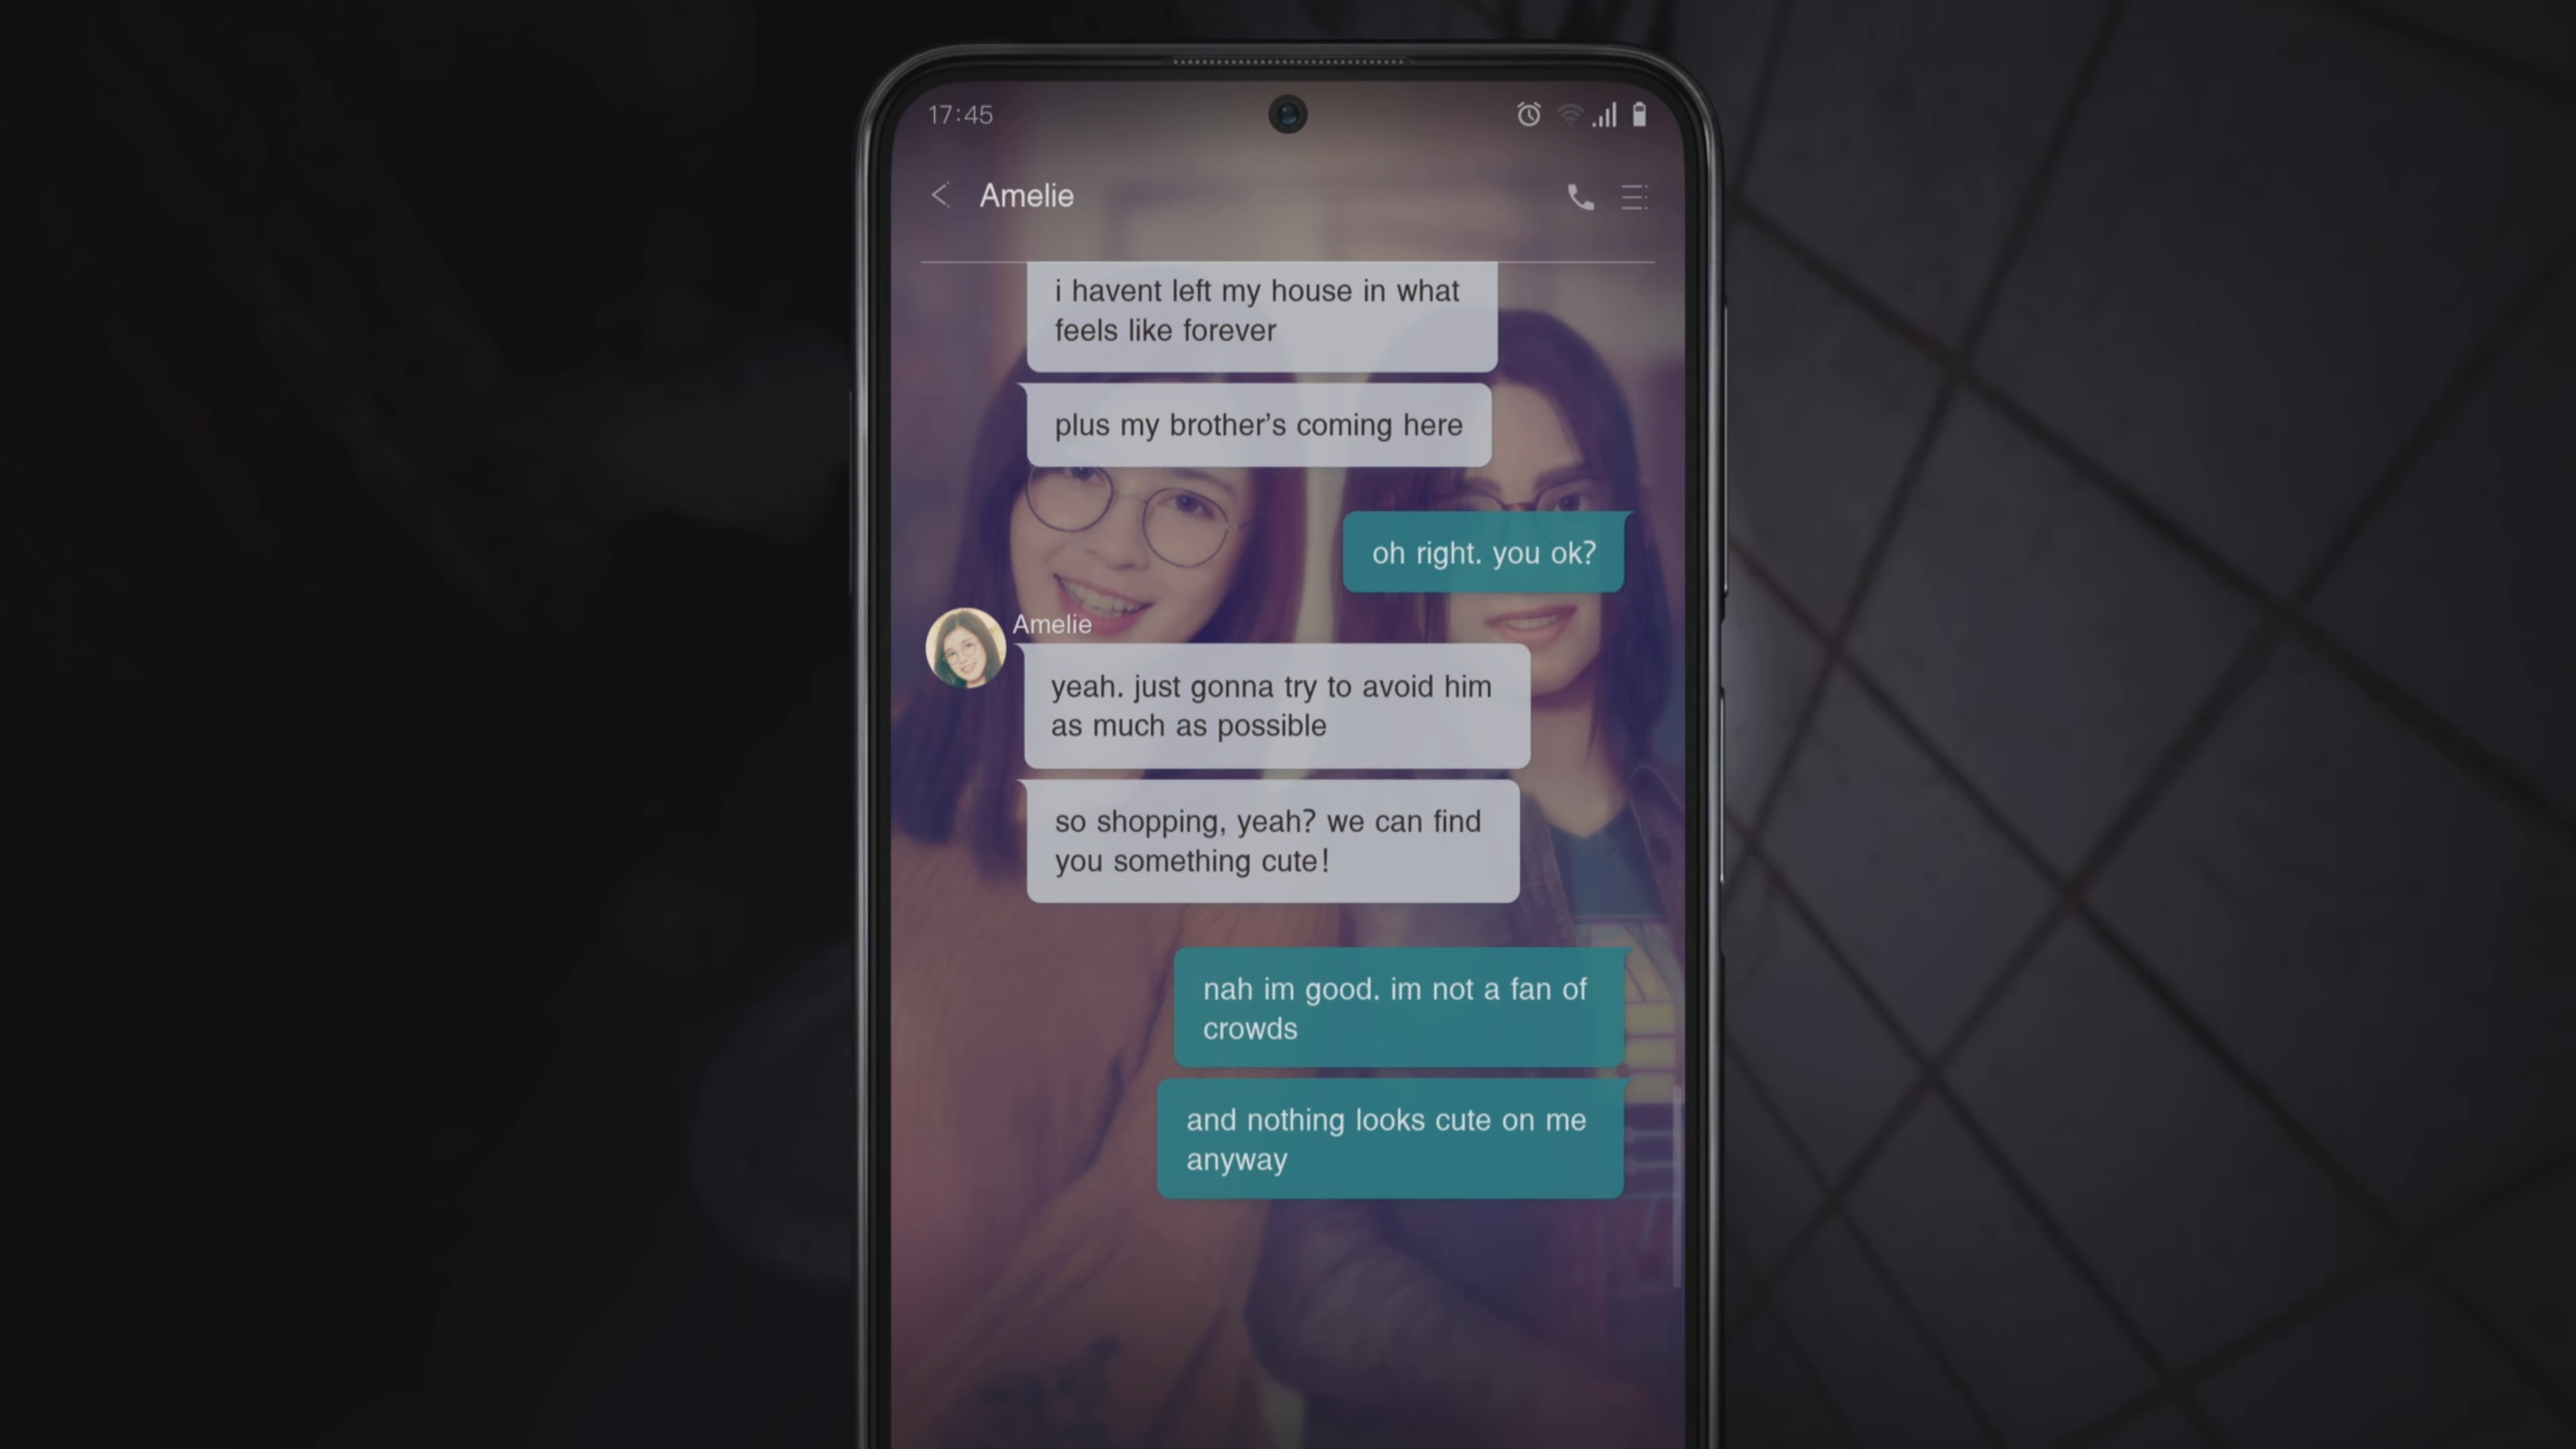 17:45
Amelie
i havent left my house in what
feels like forever
plus my brother’s coming here
oh right. you ok?
Amelie
yeah. just gonna try to avoid him
as much as possible
so shopping, yeah? we can find
you something cute!
nah im good. im not a fan of
crowds
and nothing looks cute on me
anyway